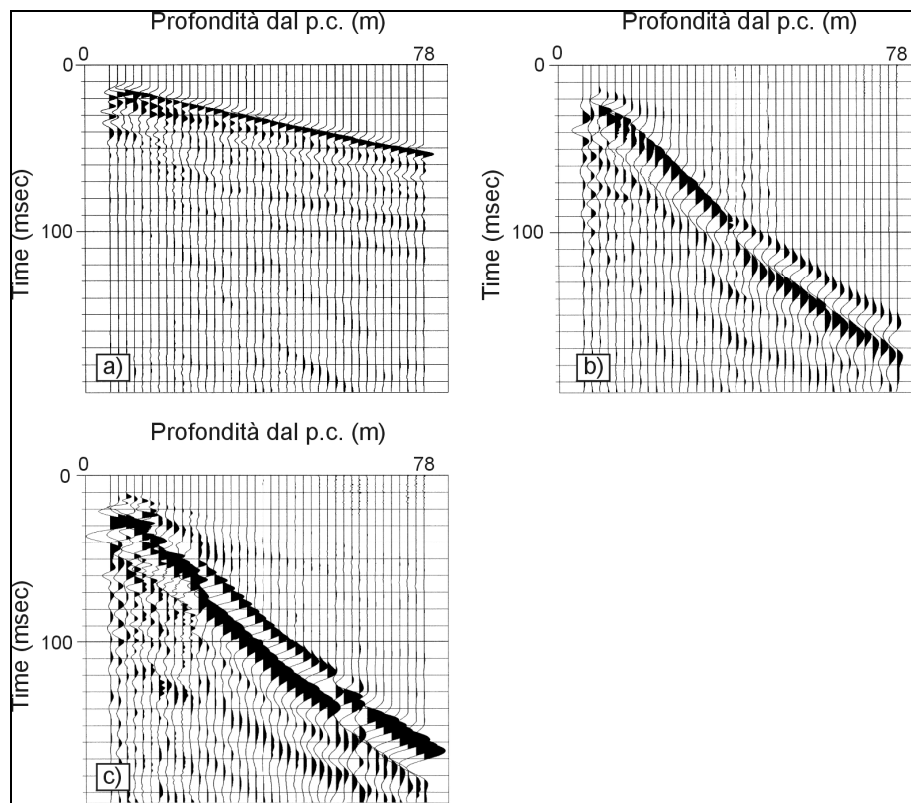 Profondità dal p.c. (m)
0 78
0
100
Time (msec)
a)
Profondità dal p.c. (m)
0 78
0
100
Time (msec)
b)
Profondità dal p.c. (m)
0 78
0
100
Time (msec)
c)